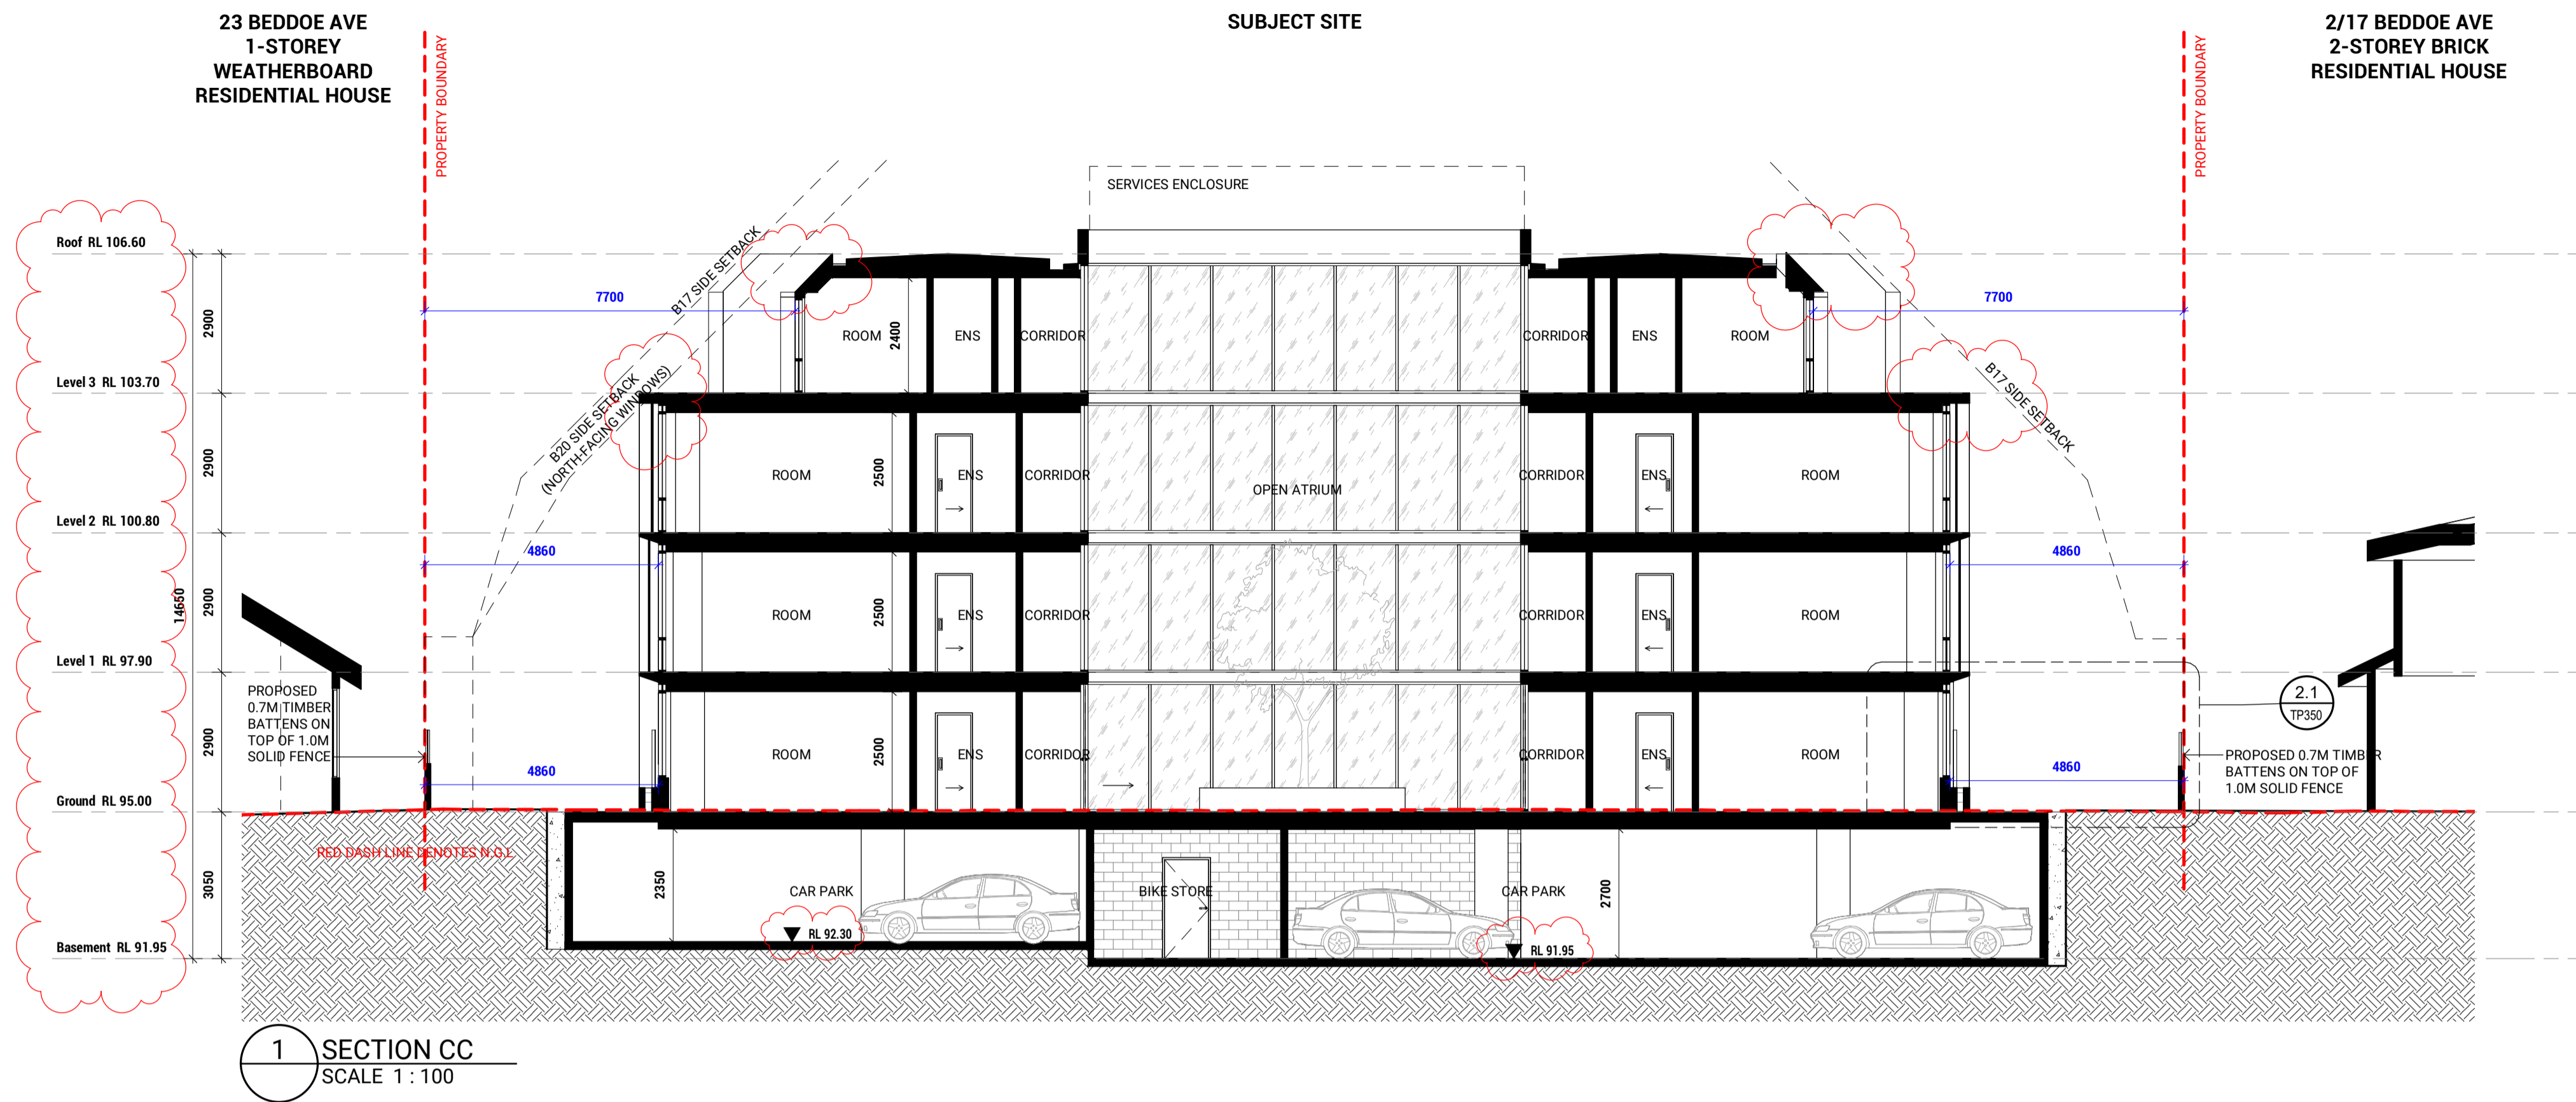 23 BEDDOE AVE
1-STOREY
WEATHERBOARD
RESIDENTIAL HOUSE
SUBJECT SITE
2/17 BEDDOE AVE
2-STOREY BRICK
RESIDENTIAL HOUSE
PROPERTY BOUNDARY
PROPERTY BOUNDARY
SERVICES ENCLOSURE
Roof RL 106.60
B17 SIDE SETBACK
7700
7700
2900
ROOM
2400
ENS
CORRIDOR
CORRIDOR
ENS
ROOM
Level 3 RL 103.70
B20 SIDE SETBACK
(NORTH-FACING WINDOWS)
B17 SIDE SETBACK
2900
ROOM
2500
ENS
CORRIDOR
OPEN ATRIUM
CORRIDOR
ENS
ROOM
Level 2 RL 100.80
4860
4860
14650
2900
ROOM
2500
ENS
CORRIDOR
CORRIDOR
ENS
ROOM
Level 1 RL 97.90
PROPOSED
0.7M TIMBER
BATTENS ON
TOP OF 1.0M
SOLID FENCE
2.1
TP350
2900
ROOM
2500
ENS
CORRIDOR
CORRIDOR
ENS
ROOM
PROPOSED 0.7M TIMBER
BATTENS ON TOP OF
1.0M SOLID FENCE
4860
4860
Ground RL 95.00
RED DASH LINE DENOTES N.G.L
3050
2350
CAR PARK
BIKE STORE
CAR PARK
2700
RL 92.30
RL 91.95
Basement RL 91.95
1
SECTION CC
SCALE 1 : 100